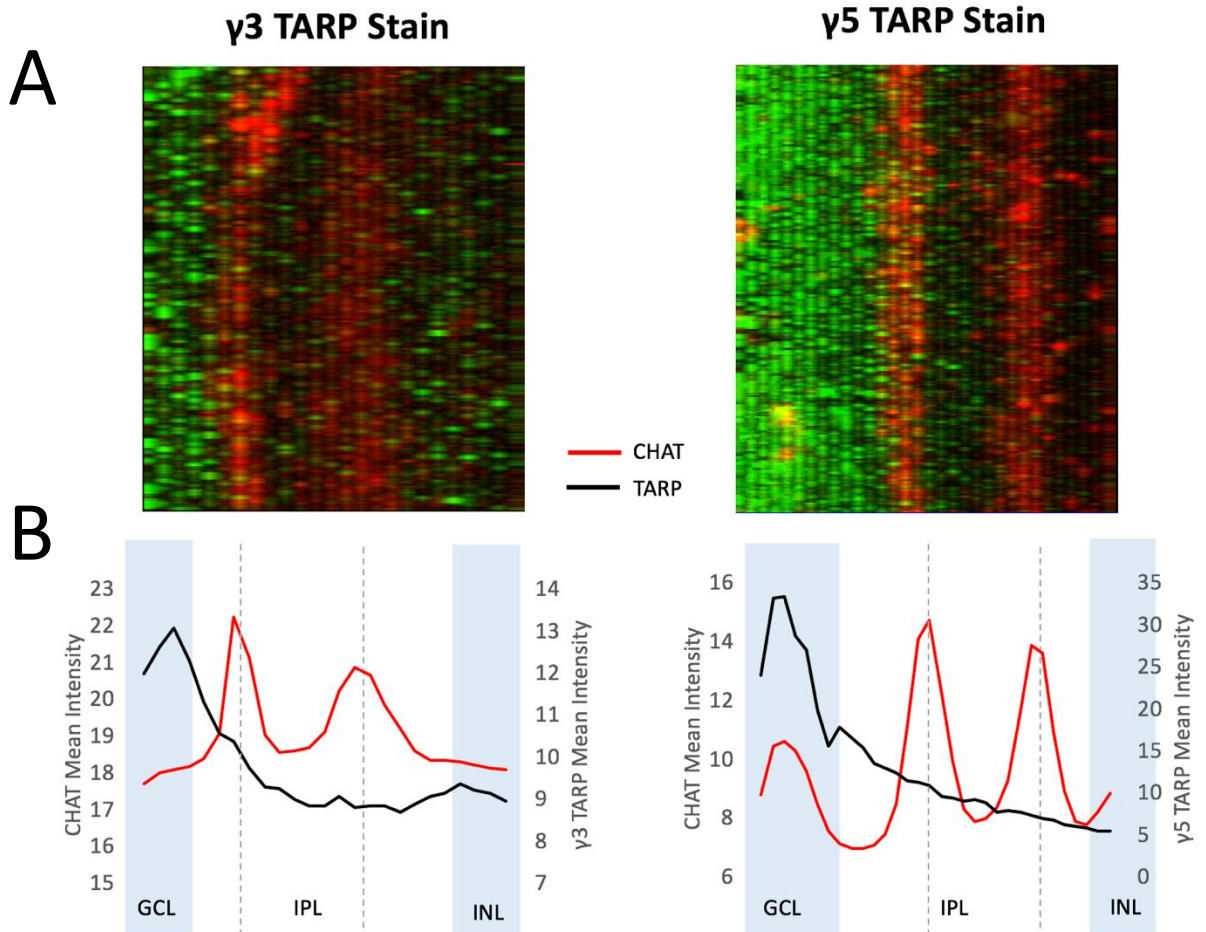 γ3 TARP Stain
γ5 TARP Stain
A
CHAT
TARP
B
23
22
21
20
19
18
17
16
15
CHAT Mean Intensity
14
13
12
11
10
9
8
7
γ3 TARP Mean Intensity
GCL
IPL
INL
16
14
12
10
8
6
CHAT Mean Intensity
35
30
25
20
15
10
5
0
γ5 TARP Mean Intensity
GCL
IPL
INL